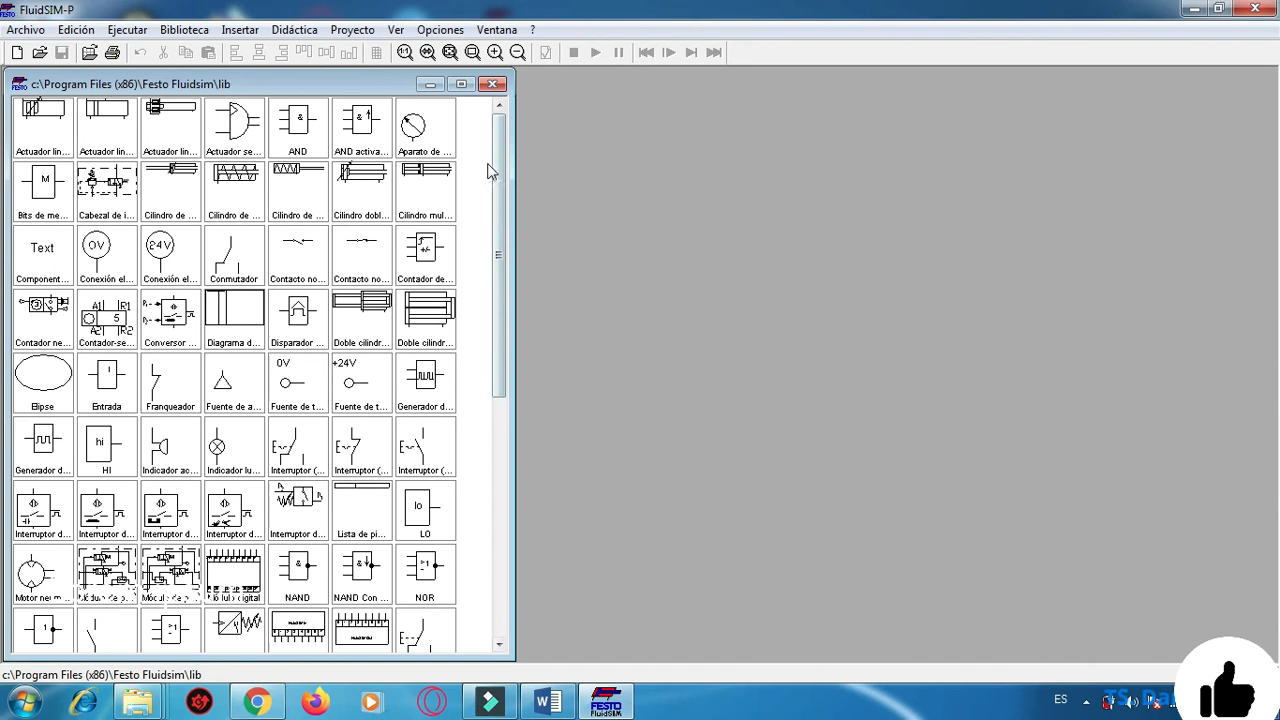 FluidSIM-P
Archivo Edición Ejecutar Biblioteca Insertar Didáctica Proyecto Ver Opciones Ventana ?
c:\Program Files (x86)\Festo Fluidsim\lib
Actuador lin... Actuador lin... Actuador lin... Actuador se... AND AND activa... Aparato de ...
Bits de me... Cabezal de i... Cilindro de ... Cilindro de ... Cilindro de ... Cilindro dobl... Cilindro mul...
Text 0V 24V
Component... Conexión el... Conexión el... Conmutador Contacto no... Contacto no... Contador de...
Contador ne... Contador-se... Conversor ... Diagrama d... Disparador ... Doble cilindr... Doble cilindr...
0V +24V
Elipse Entrada Franqueador Fuente de a... Fuente de t... Fuente de t... Generador d...
hi
Generador d... HI Indicador ac... Indicador lu... Interruptor (... Interruptor (... Interruptor (...
lo
Interruptor d... Interruptor d... Interruptor d... Interruptor d... Interruptor d... Lista de pi... LO
Motor neu... Módulo digital NAND NAND Con ... NOR
c:\Program Files (x86)\Festo Fluidsim\lib
FESTO
FluidSIM
ES
TS. Da